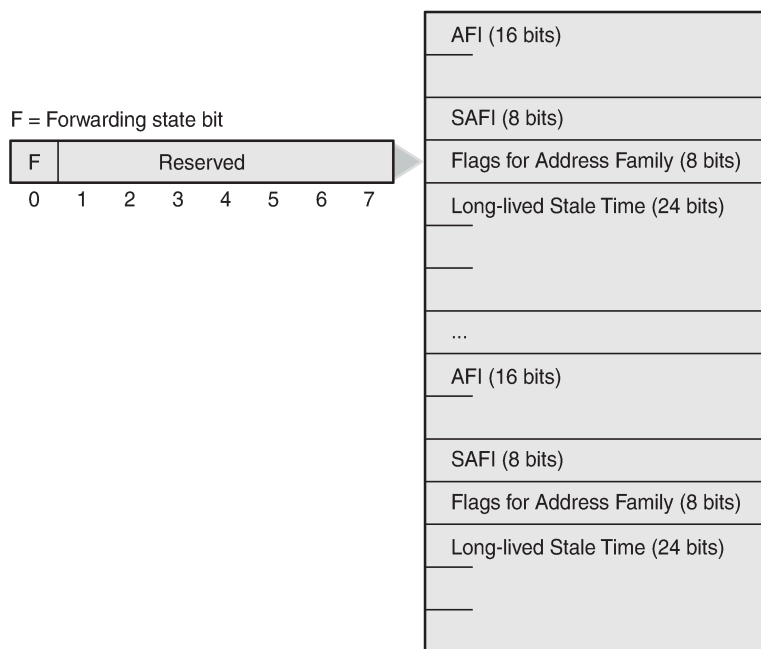 F = Forwarding state bit
F Reserved
0 1 2 3 4 5 6 7
AFI (16 bits)
SAFI (8 bits)
Flags for Address Family (8 bits)
Long-lived Stale Time (24 bits)
...
AFI (16 bits)
SAFI (8 bits)
Flags for Address Family (8 bits)
Long-lived Stale Time (24 bits)